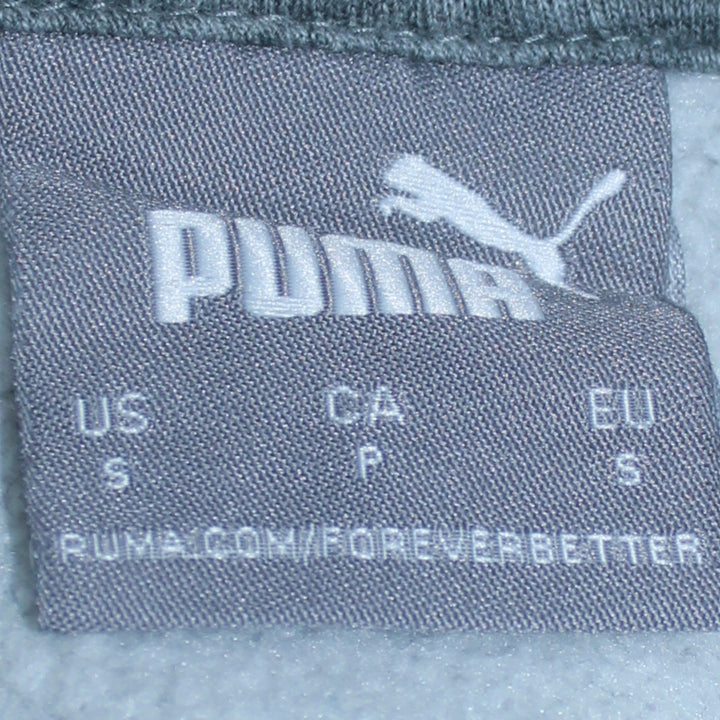 PUMA
US CA EU
S P S
PUMA.COM/FOREVERBETTER